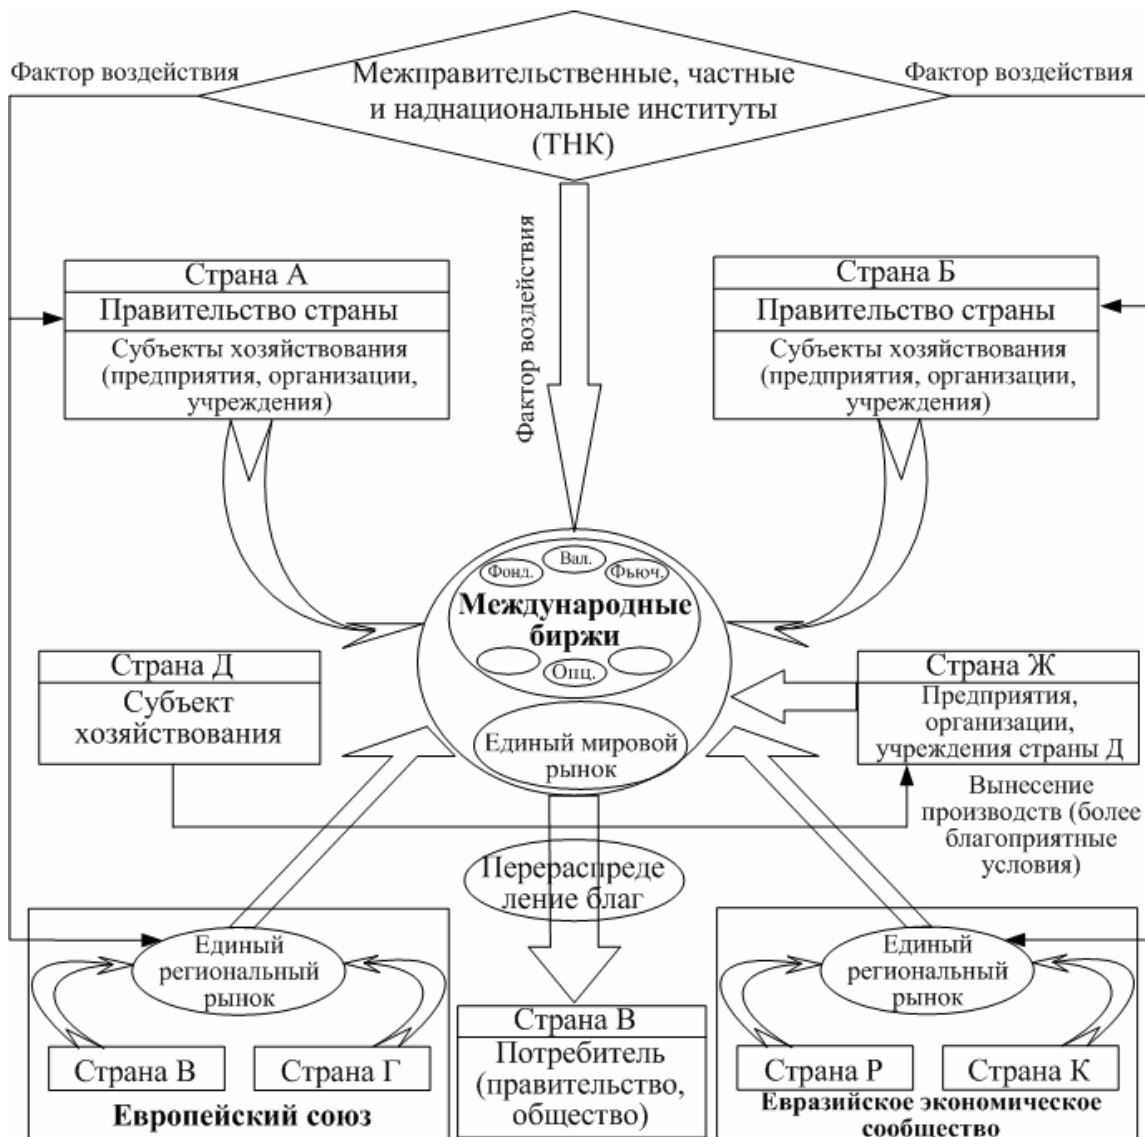 Фактор воздействия
Межправительственные, частные
и наднациональные институты
(ТНК)
Фактор воздействия
Фактор воздействия
Страна А
Правительство страны
Субъекты хозяйствования
(предприятия, организации,
учреждения)
Страна Б
Правительство страны
Субъекты хозяйствования
(предприятия, организации,
учреждения)
Фонд.
Вал.
Фьюч.
Международные
биржи
Опц.
Единый мировой
рынок
Страна Д
Субъект
хозяйствования
Страна Ж
Предприятия,
организации,
учреждения страны Д
Вынесение
производств (более
благоприятные
условия)
Перераспреде
ление благ
Единый
региональный
рынок
Страна В
Страна Г
Европейский союз
Страна В
Потребитель
(правительство,
общество)
Единый
региональный
рынок
Страна Р
Страна К
Евразийское экономическое
сообщество